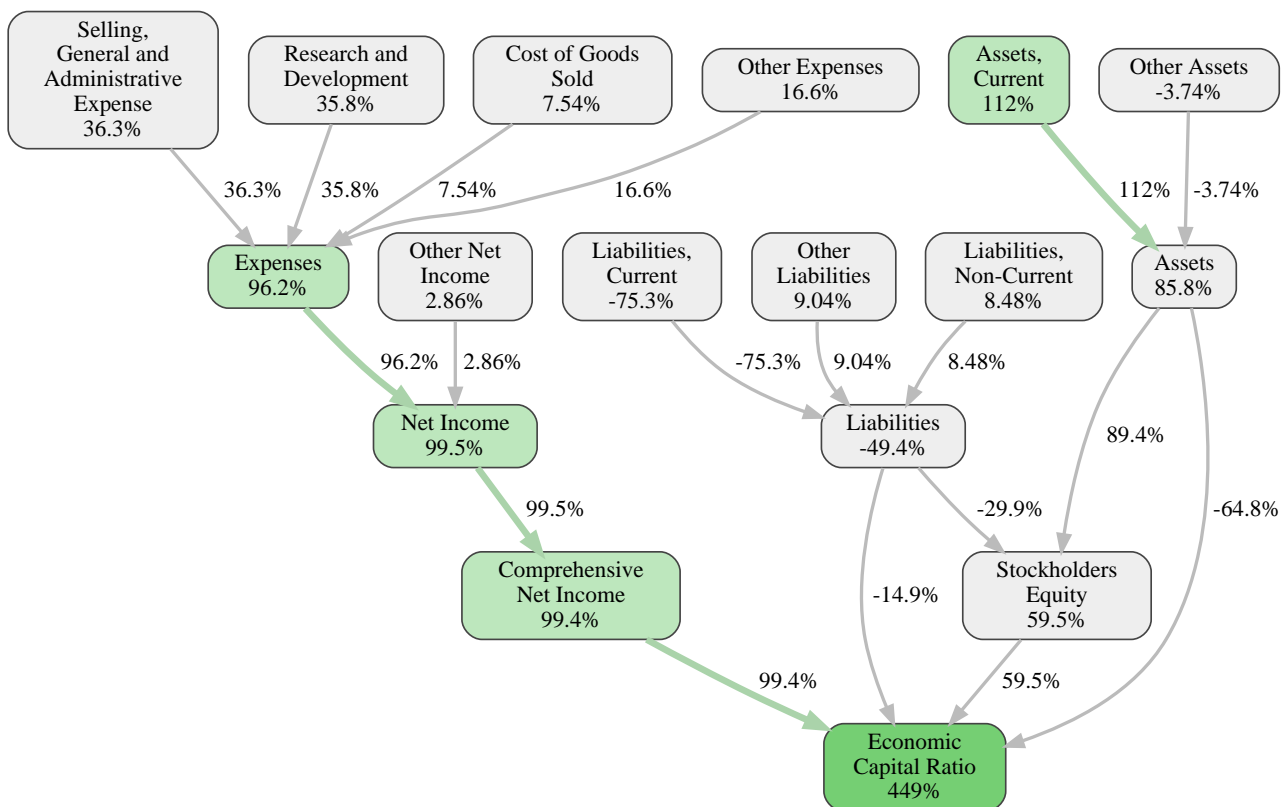 Selling,
General and
Administrative
Expense
36.3%
Research and
Development
35.8%
Cost of Goods
Sold
7.54%
Other Expenses
16.6%
Assets,
Current
112%
Other Assets
-3.74%
36.3%
35.8%
7.54%
16.6%
112%
-3.74%
Expenses
96.2%
Other Net
Income
2.86%
Liabilities,
Current
-75.3%
Other
Liabilities
9.04%
Liabilities,
Non-Current
8.48%
Assets
85.8%
96.2%
2.86%
-75.3%
9.04%
8.48%
Net Income
99.5%
Liabilities
-49.4%
89.4%
99.5%
-29.9%
-64.8%
Comprehensive
Net Income
99.4%
-14.9%
Stockholders
Equity
59.5%
99.4%
59.5%
Economic
Capital Ratio
449%